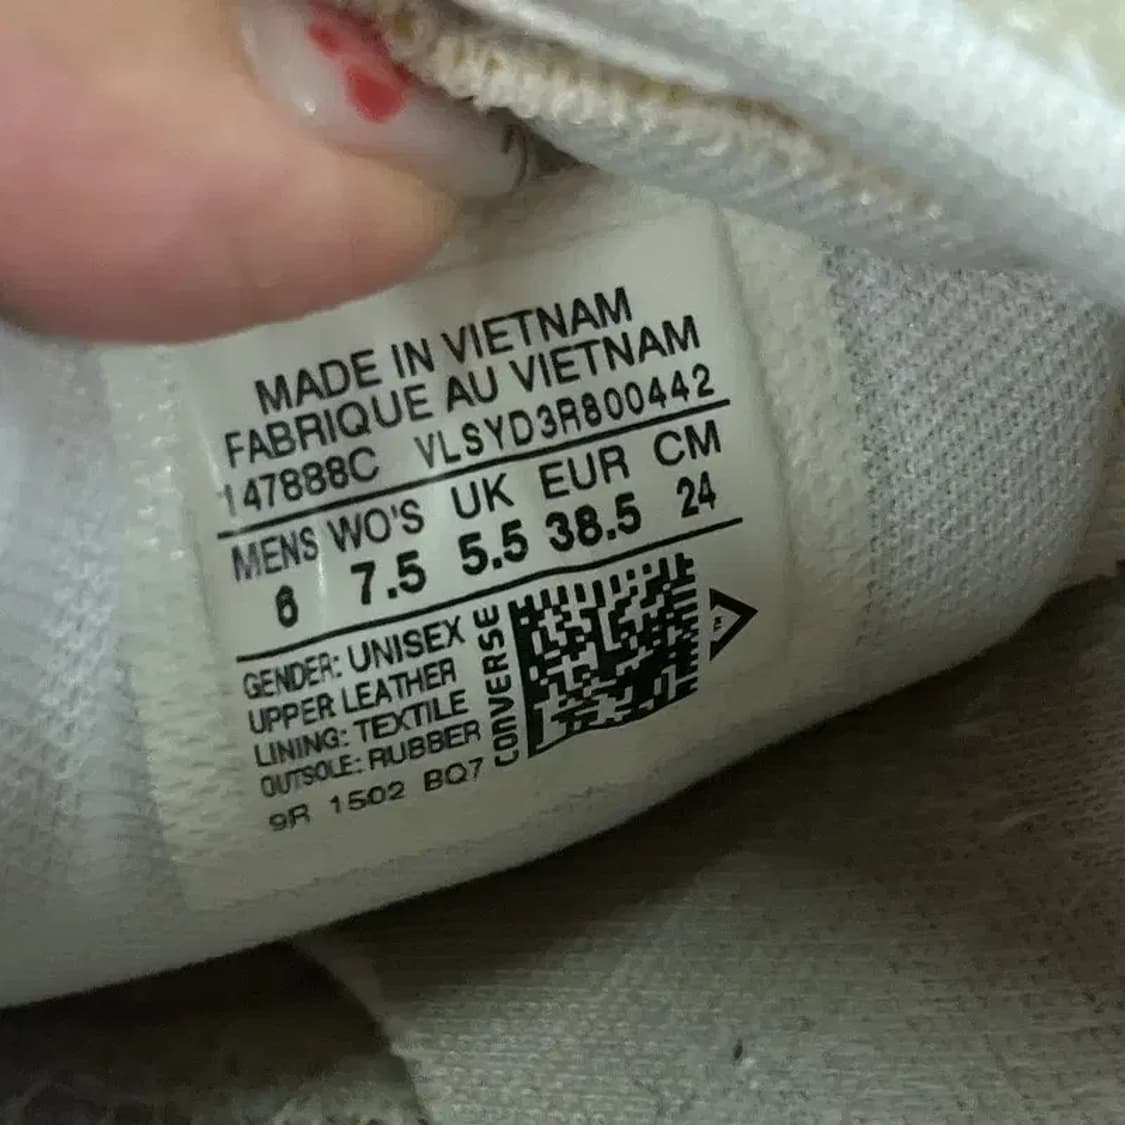 MADE IN VIETNAM
FABRIQUE AU VIETNAM
147888C VLSYD3R800442
MENS WO'S UK EUR CM
6 7.5 5.5 38.5 24
GENDER: UNISEX
UPPER LEATHER
LINING: TEXTILE
OUTSOLE: RUBBER
9R 1502 BQ7
CONVERSE
TM